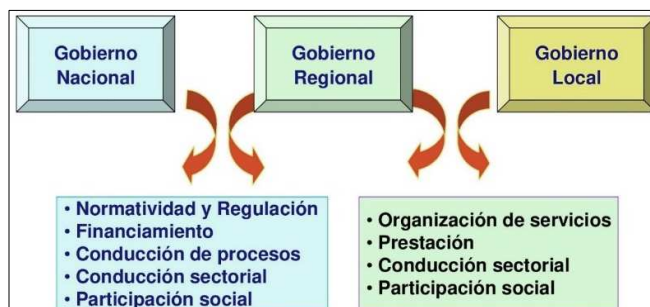 Gobierno
Nacional
Gobierno
Regional
Gobierno
Local
• Normatividad y Regulación
• Financiamiento
• Conducción de procesos
• Conducción sectorial
• Participación social
• Organización de servicios
• Prestación
• Conducción sectorial
• Participación social